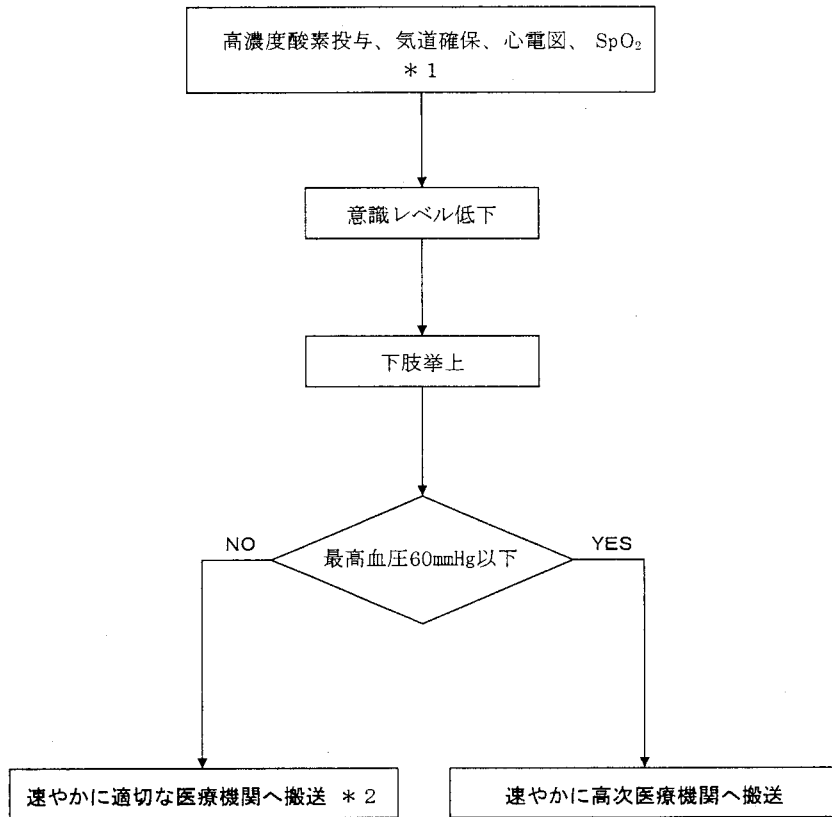 高濃度酸素投与、気道確保、心電図、SpO₂
＊１
意識レベル低下
下肢挙上
最高血圧60mmHg以下
NO
YES
速やかに適切な医療機関へ搬送 ＊２
速やかに高次医療機関へ搬送